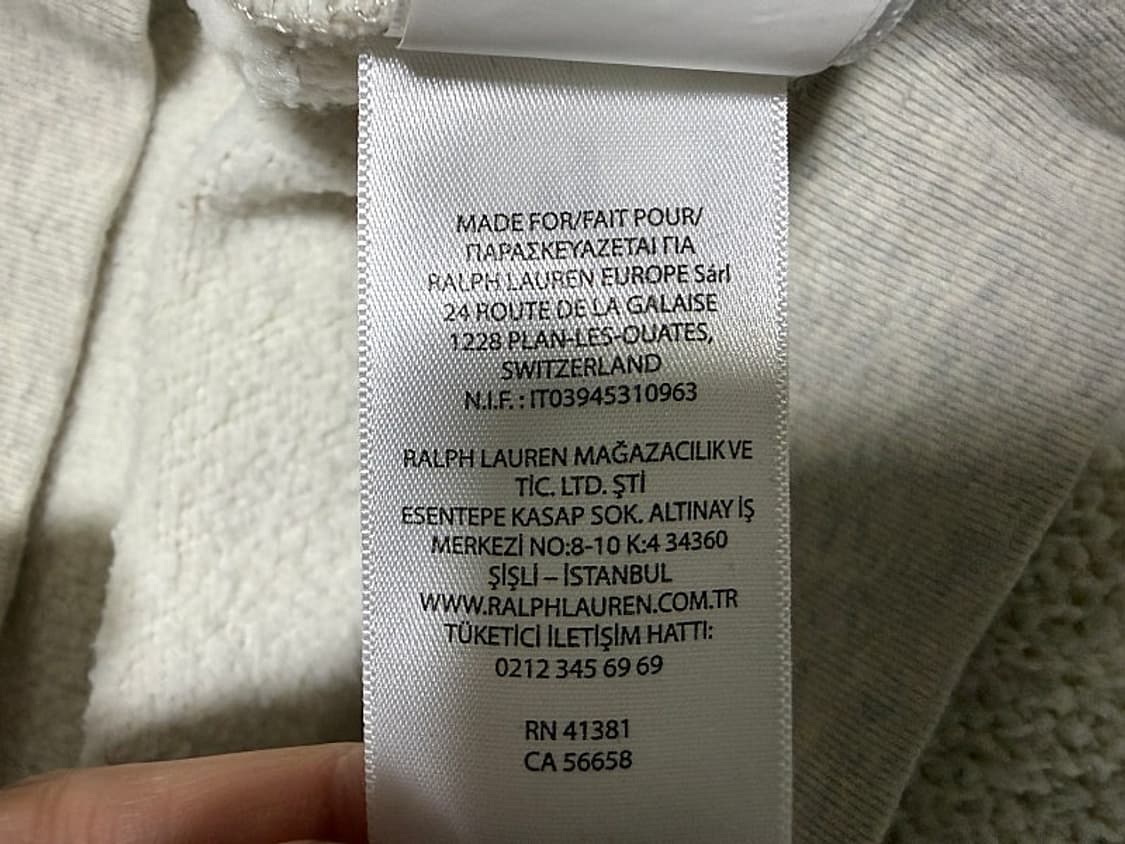 MADE FOR/FAIT POUR/
ΠΑΡΑΣΚΕΥΑΖΕΤΑΙ ΓΙΑ
RALPH LAUREN EUROPE Sárl
24 ROUTE DE LA GALAISE
1228 PLAN-LES-OUATES,
SWITZERLAND
N.I.F. : IT03945310963
RALPH LAUREN MAĞAZACILIK VE
TİC. LTD. ŞTİ
ESENTEPE KASAP SOK. ALTINAY İŞ
MERKEZİ NO:8-10 K:4 34360
ŞİŞLİ – İSTANBUL
WWW.RALPHLAUREN.COM.TR
TÜKETİCİ İLETİŞİM HATTI:
0212 345 69 69
RN 41381
CA 56658